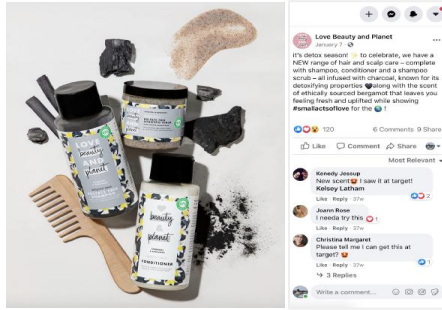 LOVE
beauty
AND
planet
beauty
planet
CONDITIONER
Love Beauty and Planet
January 7
It's detox season! to celebrate, we have a
NEW range of hair and scalp care – complete
with shampoo, conditioner and a shampoo
scrub – all infused with charcoal, known for its
detoxifying properties along with the scent
of ethically sourced bergamot that leaves you
feeling fresh and uplifted while showing
#smallactsoflove for the !
120
6 Comments 9 Share
Like Comment Share
Most Relevant
Kenedy Jessup
New scent I saw it at target!
Kelsey Latham
2
Like · Reply · 37w
Joann Rose
I needa try this 1
Like · Reply · 37w
Christina Margaret
Please tell me I can get this at
target?
1
Like · Reply · 37w
3 Replies
Write a comment...